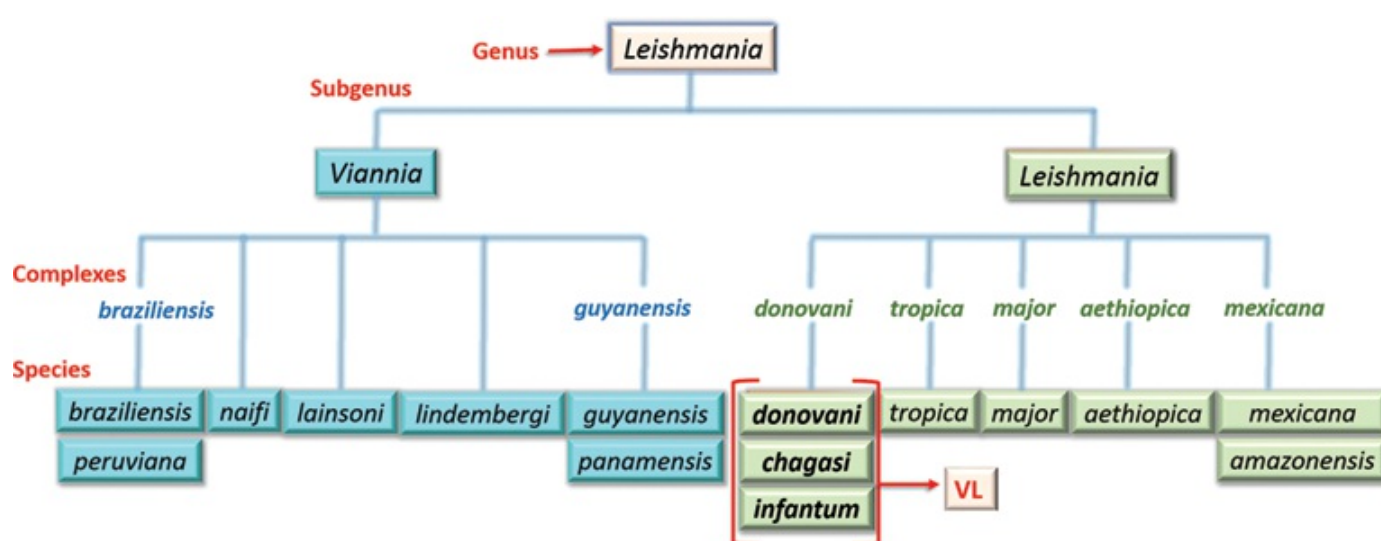 Genus
Leishmania
Subgenus
Viannia
Leishmania
Complexes
braziliensis
guyanensis
donovani
tropica
major
aethiopica
mexicana
Species
braziliensis
naifi
lainsoni
lindembergi
guyanensis
donovani
tropica
major
aethiopica
mexicana
peruviana
panamensis
chagasi
amazonensis
infantum
VL